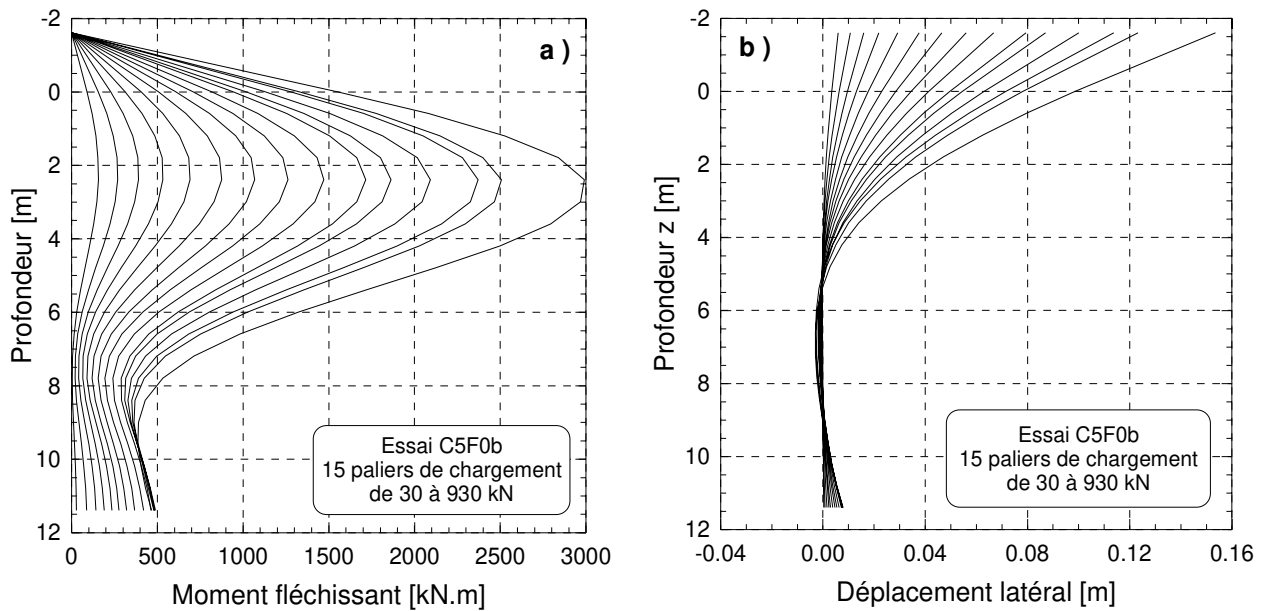 a )
-2
0
2
4
6
8
10
12
Profondeur [m]
Essai C5F0b
15 paliers de chargement
de 30 à 930 kN
0 500 1000 1500 2000 2500 3000
Moment fléchissant [kN.m]
b )
-2
0
2
4
6
8
10
12
Profondeur z [m]
Essai C5F0b
15 paliers de chargement
de 30 à 930 kN
-0.04 0.00 0.04 0.08 0.12 0.16
Déplacement latéral [m]